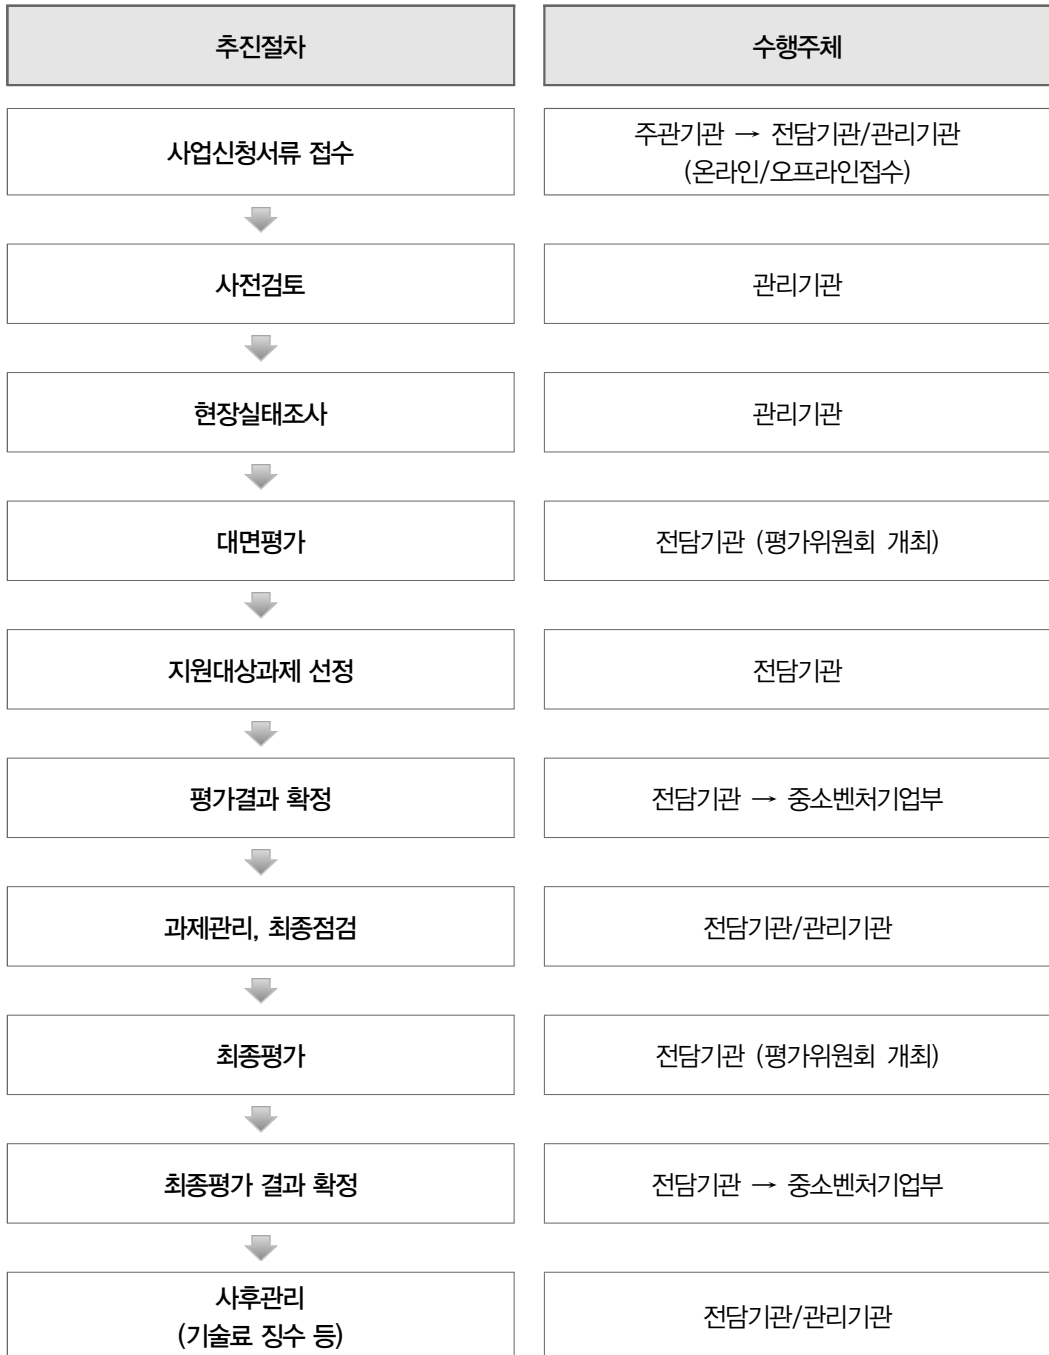 추진절차
수행주체
사업신청서류 접수
주관기관 → 전담기관/관리기관
(온라인/오프라인접수)
사전검토
관리기관
현장실태조사
관리기관
대면평가
전담기관 (평가위원회 개최)
지원대상과제 선정
전담기관
평가결과 확정
전담기관 → 중소벤처기업부
과제관리, 최종점검
전담기관/관리기관
최종평가
전담기관 (평가위원회 개최)
최종평가 결과 확정
전담기관 → 중소벤처기업부
사후관리
(기술료 징수 등)
전담기관/관리기관